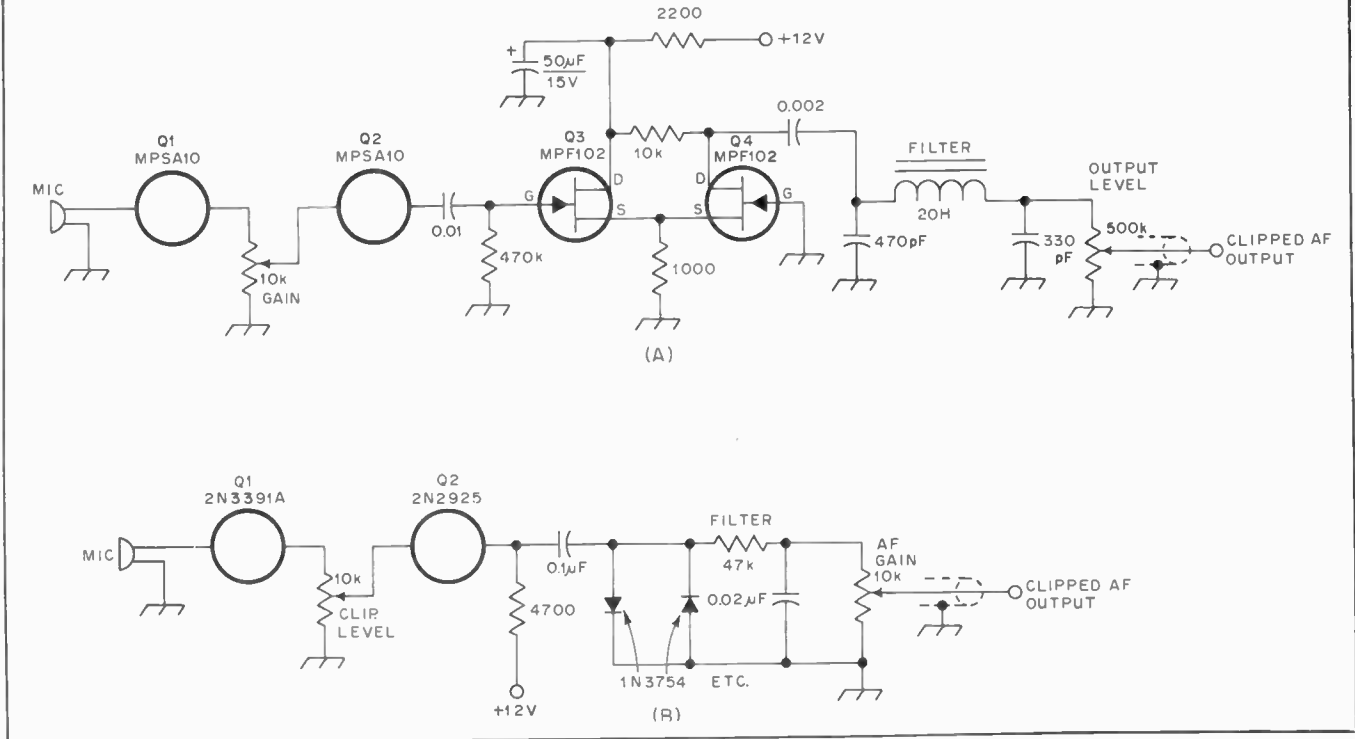 2200
+12V
+
50µF
15V
0.002
Q1
MPSA10
Q2
MPSA10
Q3
MPF102
10k
Q4
MPF102
FILTER
OUTPUT
LEVEL
MIC
D
D
G
G
S
S
0.01
20H
10k
GAIN
470k
1000
470pF
330
pF
500k
CLIPPED AF
OUTPUT
(A)
Q1
2N3391A
Q2
2N2925
FILTER
MIC
0.1µF
47k
AF
GAIN
10k
10k
CLIP.
LEVEL
4700
0.02µF
CLIPPED AF
OUTPUT
1N3754 ETC.
+12V
(B)